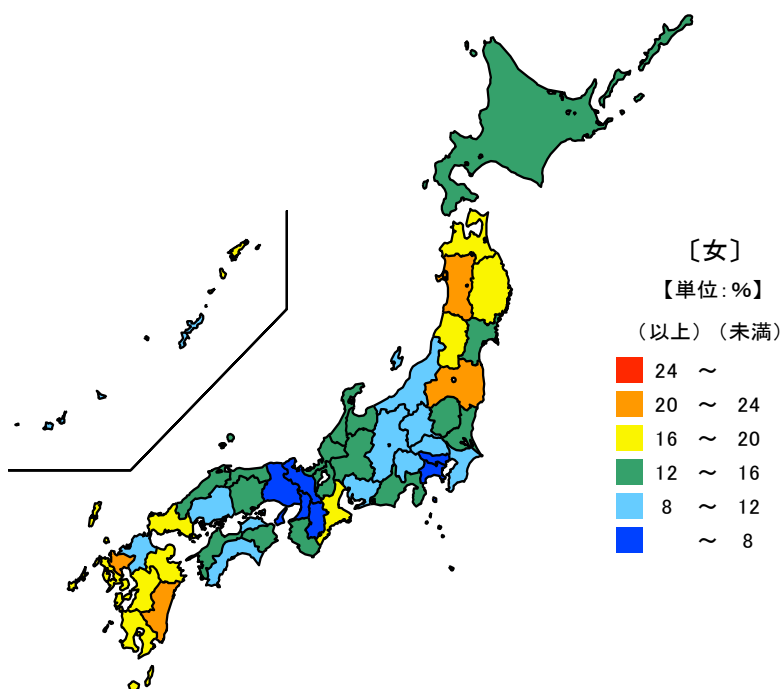 〔女〕
【単位：％】
（以上）（未満）
24 ～
20 ～ 24
16 ～ 20
12 ～ 16
8 ～ 12
～ 8